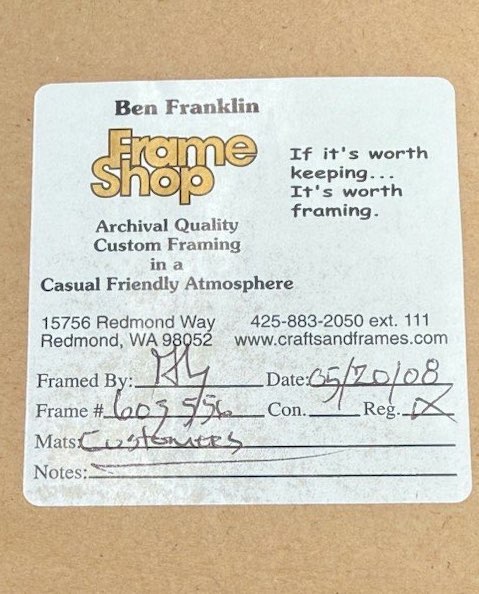 Ben Franklin
Frame
Shop
If it's worth
keeping...
It's worth
framing.
Archival Quality
Custom Framing
in a
Casual Friendly Atmosphere
15756 Redmond Way 425-883-2050 ext. 111
Redmond, WA 98052 www.craftsandframes.com
Framed By: Date: 05/20/08
Frame # 603556 Con. Reg. X
Mats: Customers
Notes: